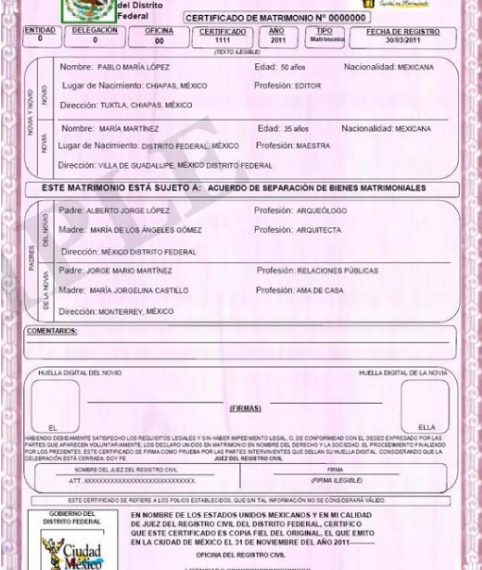 del Distrito
Federal
CERTIFICADO DE MATRIMONIO Nº 0000000
ENTIDAD DELEGACIÓN OFICINA CERTIFICADO AÑO TIPO FECHA DE REGISTRO
0 0 00 1111 2011 Matrimonio 30/03/2011
(TEXTO ILEGIBLE)
NOVIA Y NOVIO
NOVIO
Nombre: PABLO MARÍA LÓPEZ Edad: 50 años Nacionalidad: MEXICANA
Lugar de Nacimiento: CHIAPAS, MÉXICO Profesión: EDITOR
Dirección: TUXTLA, CHIAPAS, MÉXICO
NOVIA
Nombre: MARÍA MARTÍNEZ Edad: 35 años Nacionalidad: MEXICANA
Lugar de Nacimiento: DISTRITO FEDERAL, MÉXICO Profesión: MAESTRA
Dirección: VILLA DE GUADALUPE, MÉXICO DISTRITO FEDERAL
ESTE MATRIMONIO ESTÁ SUJETO A: ACUERDO DE SEPARACIÓN DE BIENES MATRIMONIALES
PADRES
DEL NOVIO
Padre: ALBERTO JORGE LÓPEZ Profesión: ARQUEÓLOGO
Madre: MARÍA DE LOS ÁNGELES GÓMEZ Profesión: ARQUITECTA
Dirección: MÉXICO DISTRITO FEDERAL
DE LA NOVIA
Padre: JORGE MARIO MARTÍNEZ Profesión: RELACIONES PÚBLICAS
Madre: MARÍA JORGELINA CASTILLO Profesión: AMA DE CASA
Dirección: MONTERREY, MÉXICO
COMENTARIOS:
HUELLA DIGITAL DEL NOVIO HUELLA DIGITAL DE LA NOVIA
(FIRMAS)
EL ELLA
HABIENDO DEBIDAMENTE SATISFECHO LOS REQUISITOS LEGALES Y SIN HABER IMPEDIMENTO LEGAL, O, DE CONFORMIDAD CON EL DESEO EXPRESADO POR LAS
PARTES QUE APARECEN VOLUNTARIAMENTE, LOS DECLARO UNIDOS EN MATRIMONIO EN NOMBRE DEL DERECHO Y LA SOCIEDAD. EL PROCEDIMIENTO FINALIZADO
POR LOS PRESENTES. ESTE CERTIFICADO DE FIRMA COMO PRUEBA POR LAS PARTES INTERVINIENTES QUE SELLAN SU HUELLA DIGITAL. CONSIDERANDO QUE LA
CELEBRACIÓN ESTÁ CERRADA, DOY FE. JUEZ DEL REGISTRO CIVIL
NOMBRE DEL JUEZ DEL REGISTRO CIVIL FIRMA
ATT. XXXXXXXXXXXXXXXXXXXXXXXXXXXX (FIRMA ILEGIBLE)
ESTE CERTIFICADO SE REFIERE A LOS FOLIOS ESTABLECIDOS, QUE SIN TAL INFORMACIÓN NO SE CONSIDERARÁ VÁLIDO.
GOBIERNO DEL
DISTRITO FEDERAL
Ciudad
México
EN NOMBRE DE LOS ESTADOS UNIDOS MEXICANOS Y EN MI CALIDAD
DE JUEZ DEL REGISTRO CIVIL DEL DISTRITO FEDERAL, CERTIFICO
QUE ESTE CERTIFICADO ES COPIA FIEL DEL ORIGINAL, EL QUE EMITO
EN LA CIUDAD DE MÉXICO EL 31 DE NOVIEMBRE DEL AÑO 2011----------
OFICINA DEL REGISTRO CIVIL